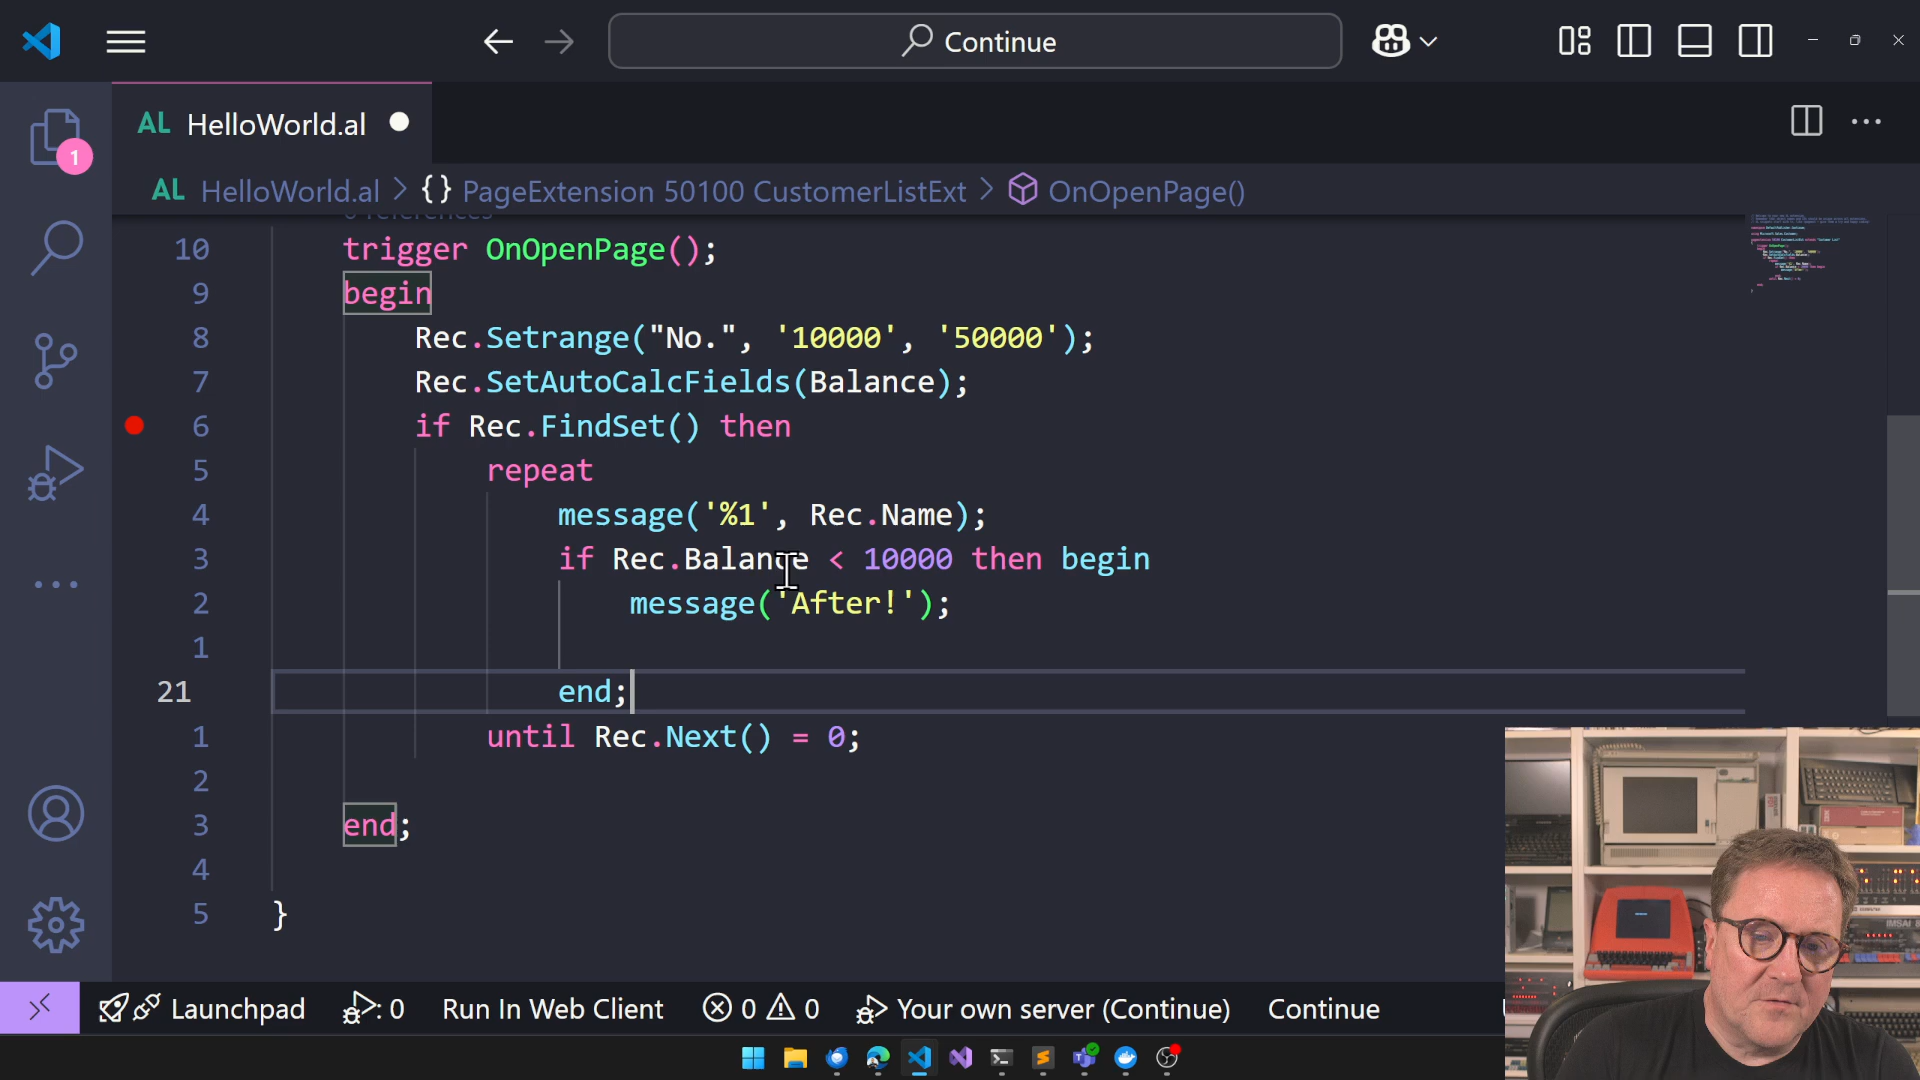 Continue
AL HelloWorld.al
AL HelloWorld.al > {} PageExtension 50100 CustomerListExt > OnOpenPage()
1
10 trigger OnOpenPage();
9 begin
8 Rec.Setrange("No.", '10000', '50000');
7 Rec.SetAutoCalcFields(Balance);
6 if Rec.FindSet() then
5 repeat
4 message('%1', Rec.Name);
3 if Rec.Balance < 10000 then begin
2 message('After!');
1
21 end;
1 until Rec.Next() = 0;
2
3 end;
4
5 }
Launchpad : 0 Run In Web Client 0 0 Your own server (Continue) Continue